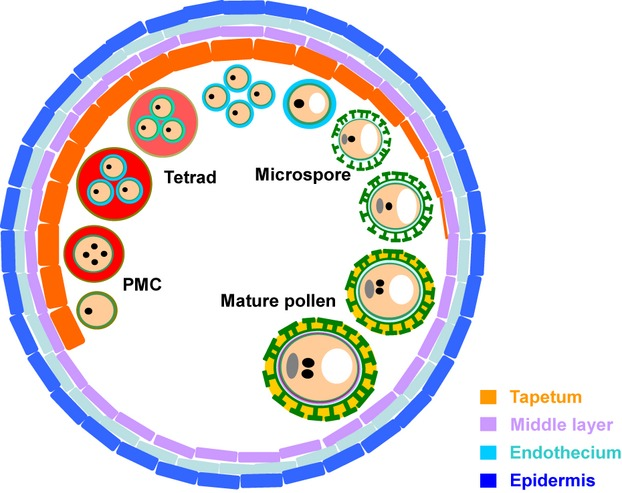 Tetrad
Microspore
PMC
Mature pollen
Tapetum
Middle layer
Endothecium
Epidermis